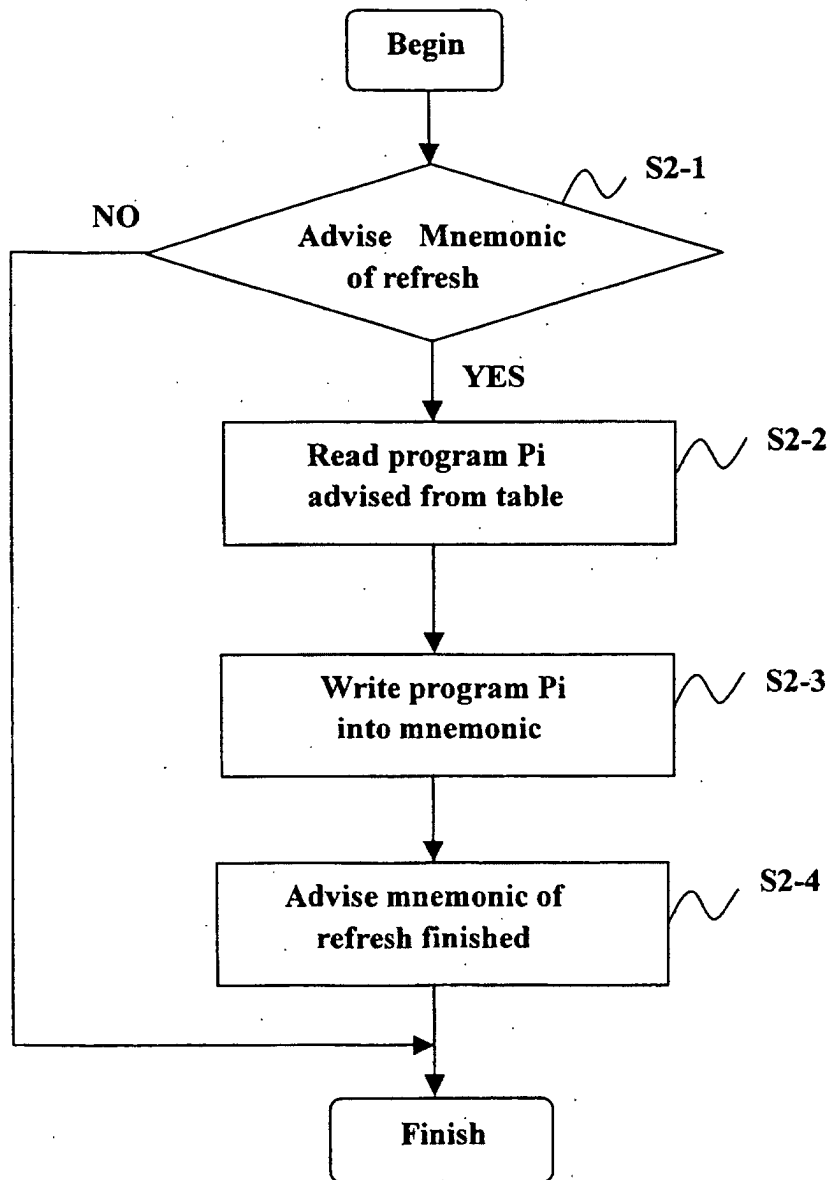 Begin
S2-1
NO
Advise Mnemonic
of refresh
YES
S2-2
Read program Pi
advised from table
S2-3
Write program Pi
into mnemonic
S2-4
Advise mnemonic of
refresh finished
Finish